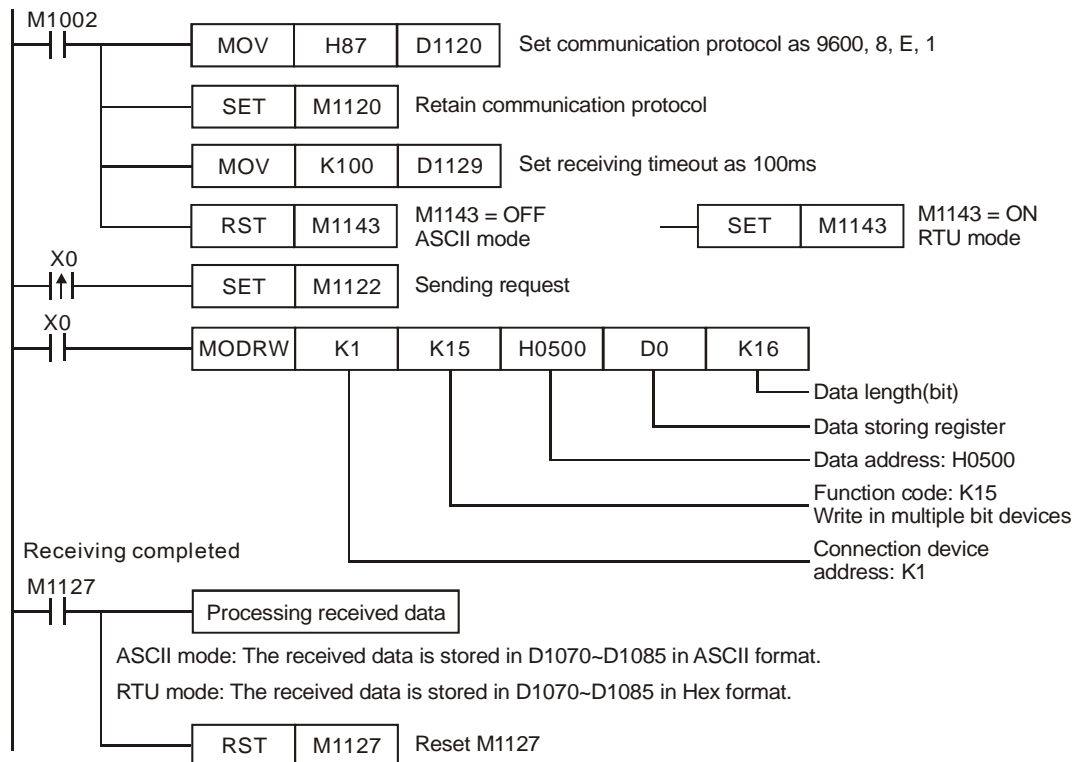 M1002
MOV H87 D1120 Set communication protocol as 9600, 8, E, 1
SET M1120 Retain communication protocol
MOV K100 D1129 Set receiving timeout as 100ms
RST M1143 M1143 = OFF
ASCII mode
SET M1143 M1143 = ON
RTU mode
X0
SET M1122 Sending request
X0
MODRW K1 K15 H0500 D0 K16
Data length(bit)
Data storing register
Data address: H0500
Function code: K15
Write in multiple bit devices
Connection device
address: K1
Receiving completed
M1127
Processing received data
ASCII mode: The received data is stored in D1070~D1085 in ASCII format.
RTU mode: The received data is stored in D1070~D1085 in Hex format.
RST M1127 Reset M1127